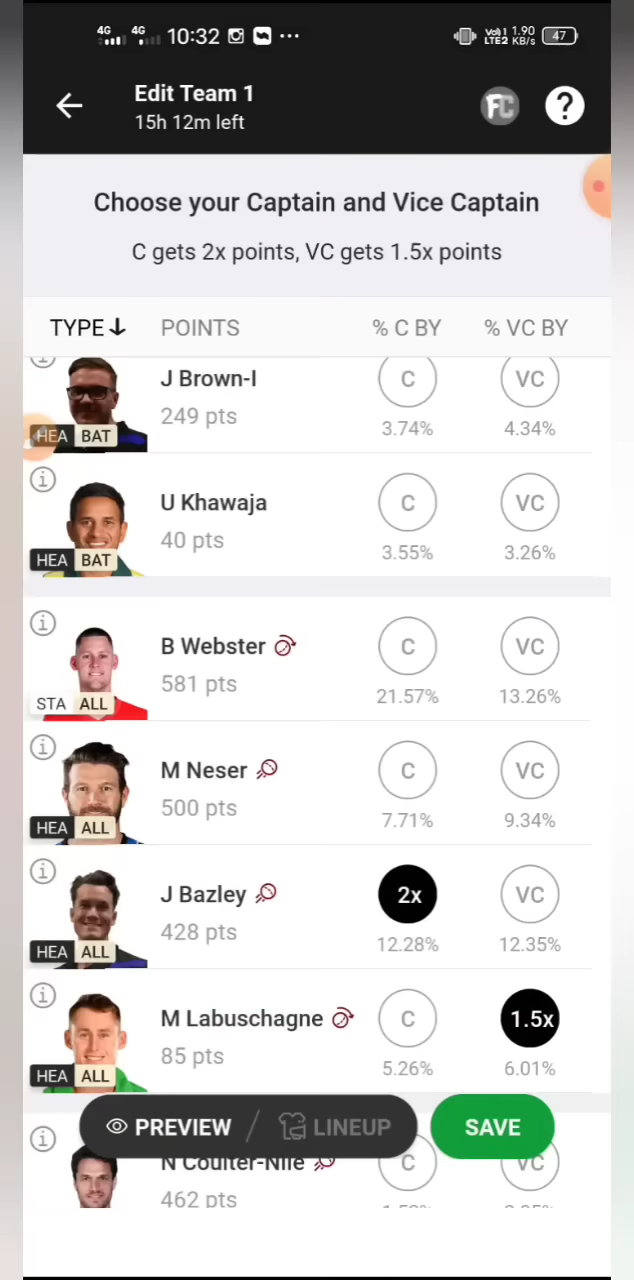 4G 4G 10:32 Vol) 1 LTE2 1.90 KB/s 47
Edit Team 1
15h 12m left
FC ?
Choose your Captain and Vice Captain
C gets 2x points, VC gets 1.5x points
TYPE POINTS % C BY % VC BY
J Brown-I C VC
249 pts 3.74% 4.34%
HEA BAT
U Khawaja C VC
40 pts 3.55% 3.26%
HEA BAT
B Webster C VC
581 pts 21.57% 13.26%
STA ALL
M Neser C VC
500 pts 7.71% 9.34%
HEA ALL
J Bazley 2x VC
428 pts 12.28% 12.35%
HEA ALL
M Labuschagne C 1.5x
85 pts 5.26% 6.01%
HEA ALL
PREVIEW / LINEUP SAVE
N Coulter-Nile C VC
462 pts